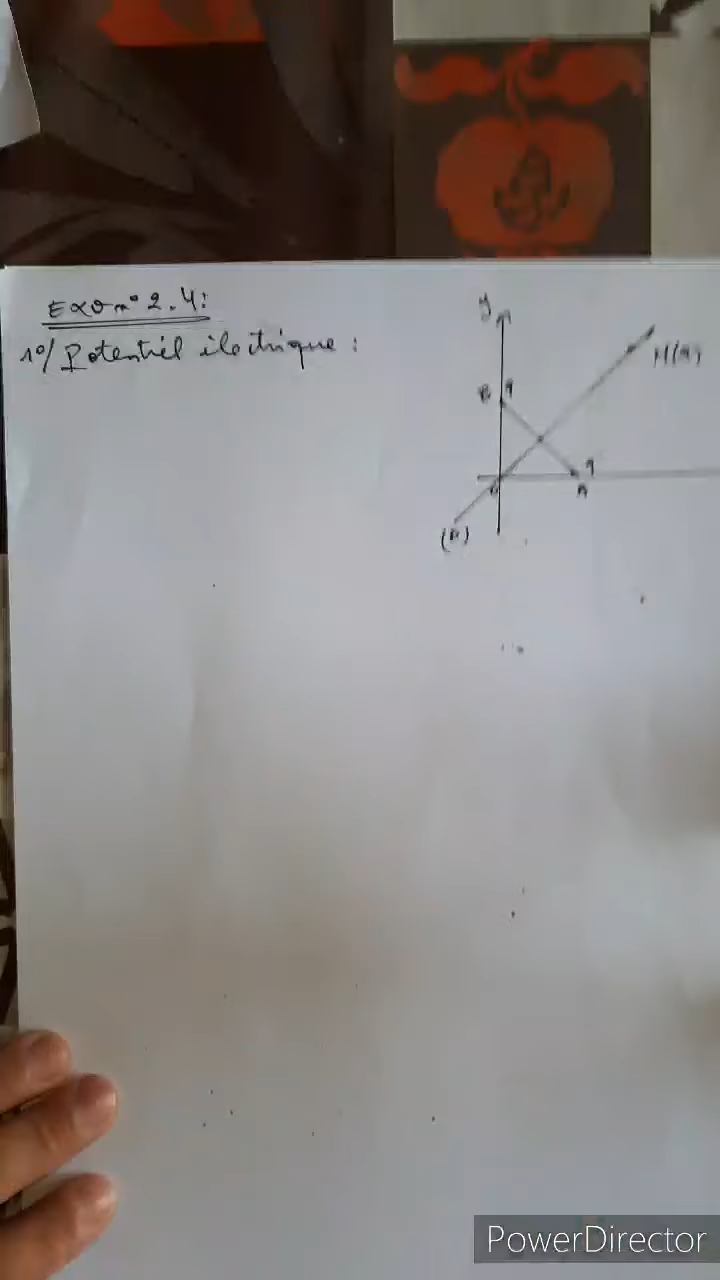 Exo n° 2.4:
1°/ Potentiel électrique :
y
B q
q
A
PowerDirector